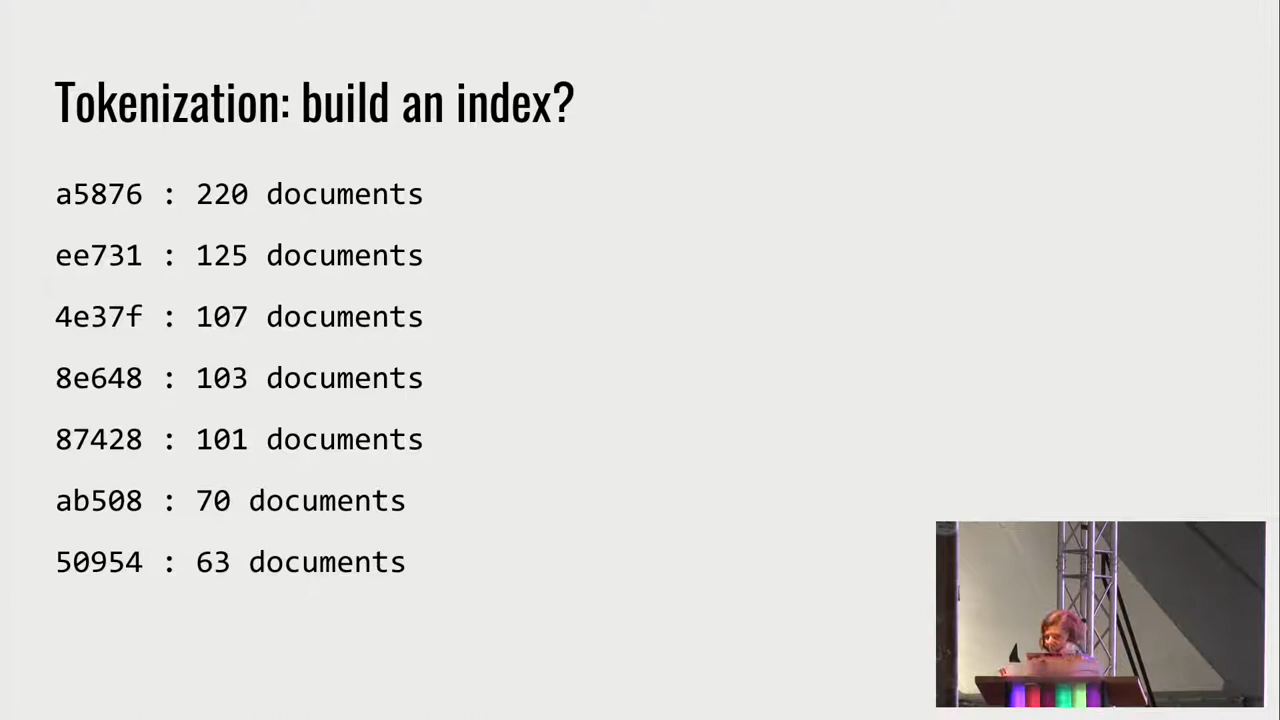 Tokenization: build an index?
a5876 : 220 documents
ee731 : 125 documents
4e37f : 107 documents
8e648 : 103 documents
87428 : 101 documents
ab508 : 70 documents
50954 : 63 documents